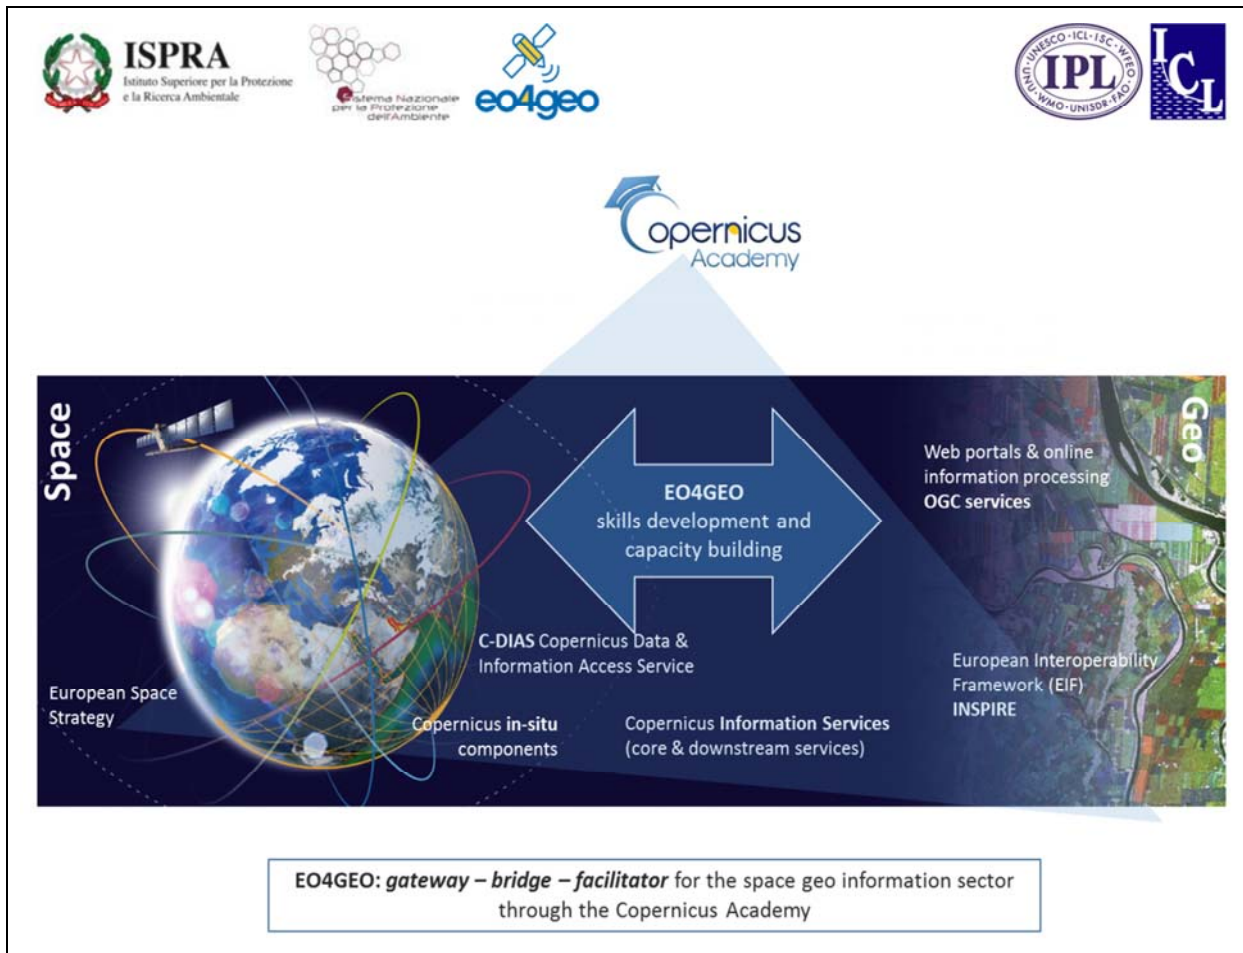 ISPRA
Istituto Superiore per la Protezione
e la Ricerca Ambientale
Sistema Nazionale
per la Protezione
dell'Ambiente
eo4geo
UNU·UNESCO·ICL·ISC·WFEO
IPL
WMO·UNISDR·FAO
I
C
L
Copernicus
Academy
Space
Geo
Web portals & online
information processing
OGC services
EO4GEO
skills development and
capacity building
C-DIAS Copernicus Data &
Information Access Service
European Interoperability
Framework (EIF)
INSPIRE
European Space
Strategy
Copernicus in-situ
components
Copernicus Information Services
(core & downstream services)
EO4GEO: gateway – bridge – facilitator for the space geo information sector
through the Copernicus Academy